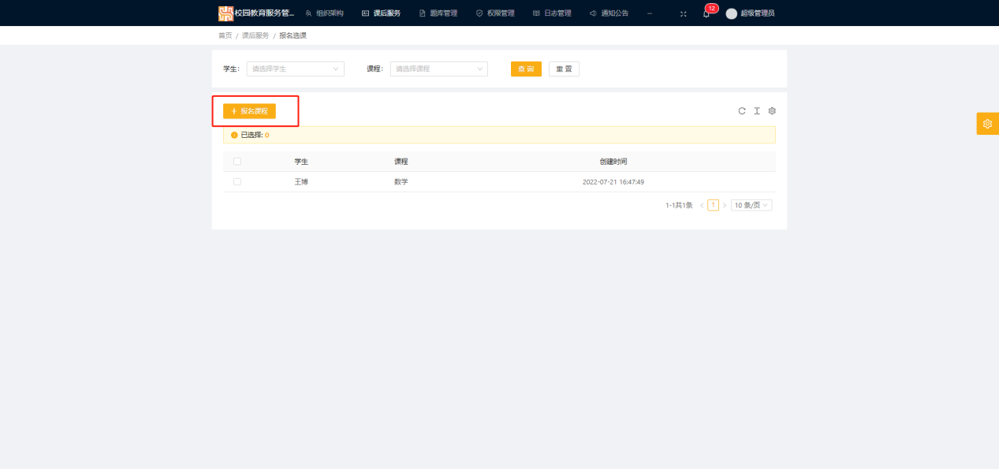 校园教育服务管... 组织架构 课后服务 题库管理 权限管理 日志管理 通知公告 12 超级管理员
首页 / 课后服务 / 报名选课
学生: 请选择学生 课程: 请选择课程 查 询 重 置
+ 报名课程
已选择: 0
学生 课程 创建时间
王博 数学 2022-07-21 16:47:49
1-1共1条 < 1 > 10 条/页